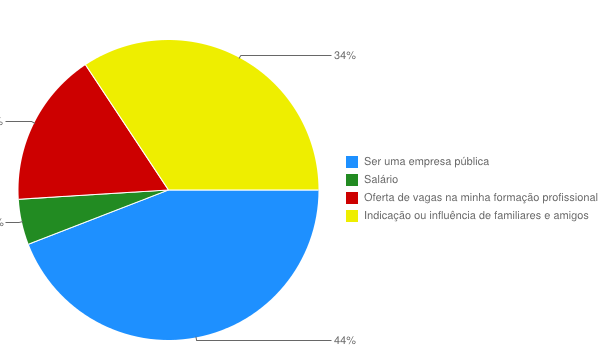 34%
%
Ser uma empresa pública
Salário
Oferta de vagas na minha formação profissional
Indicação ou influência de familiares e amigos
%
44%